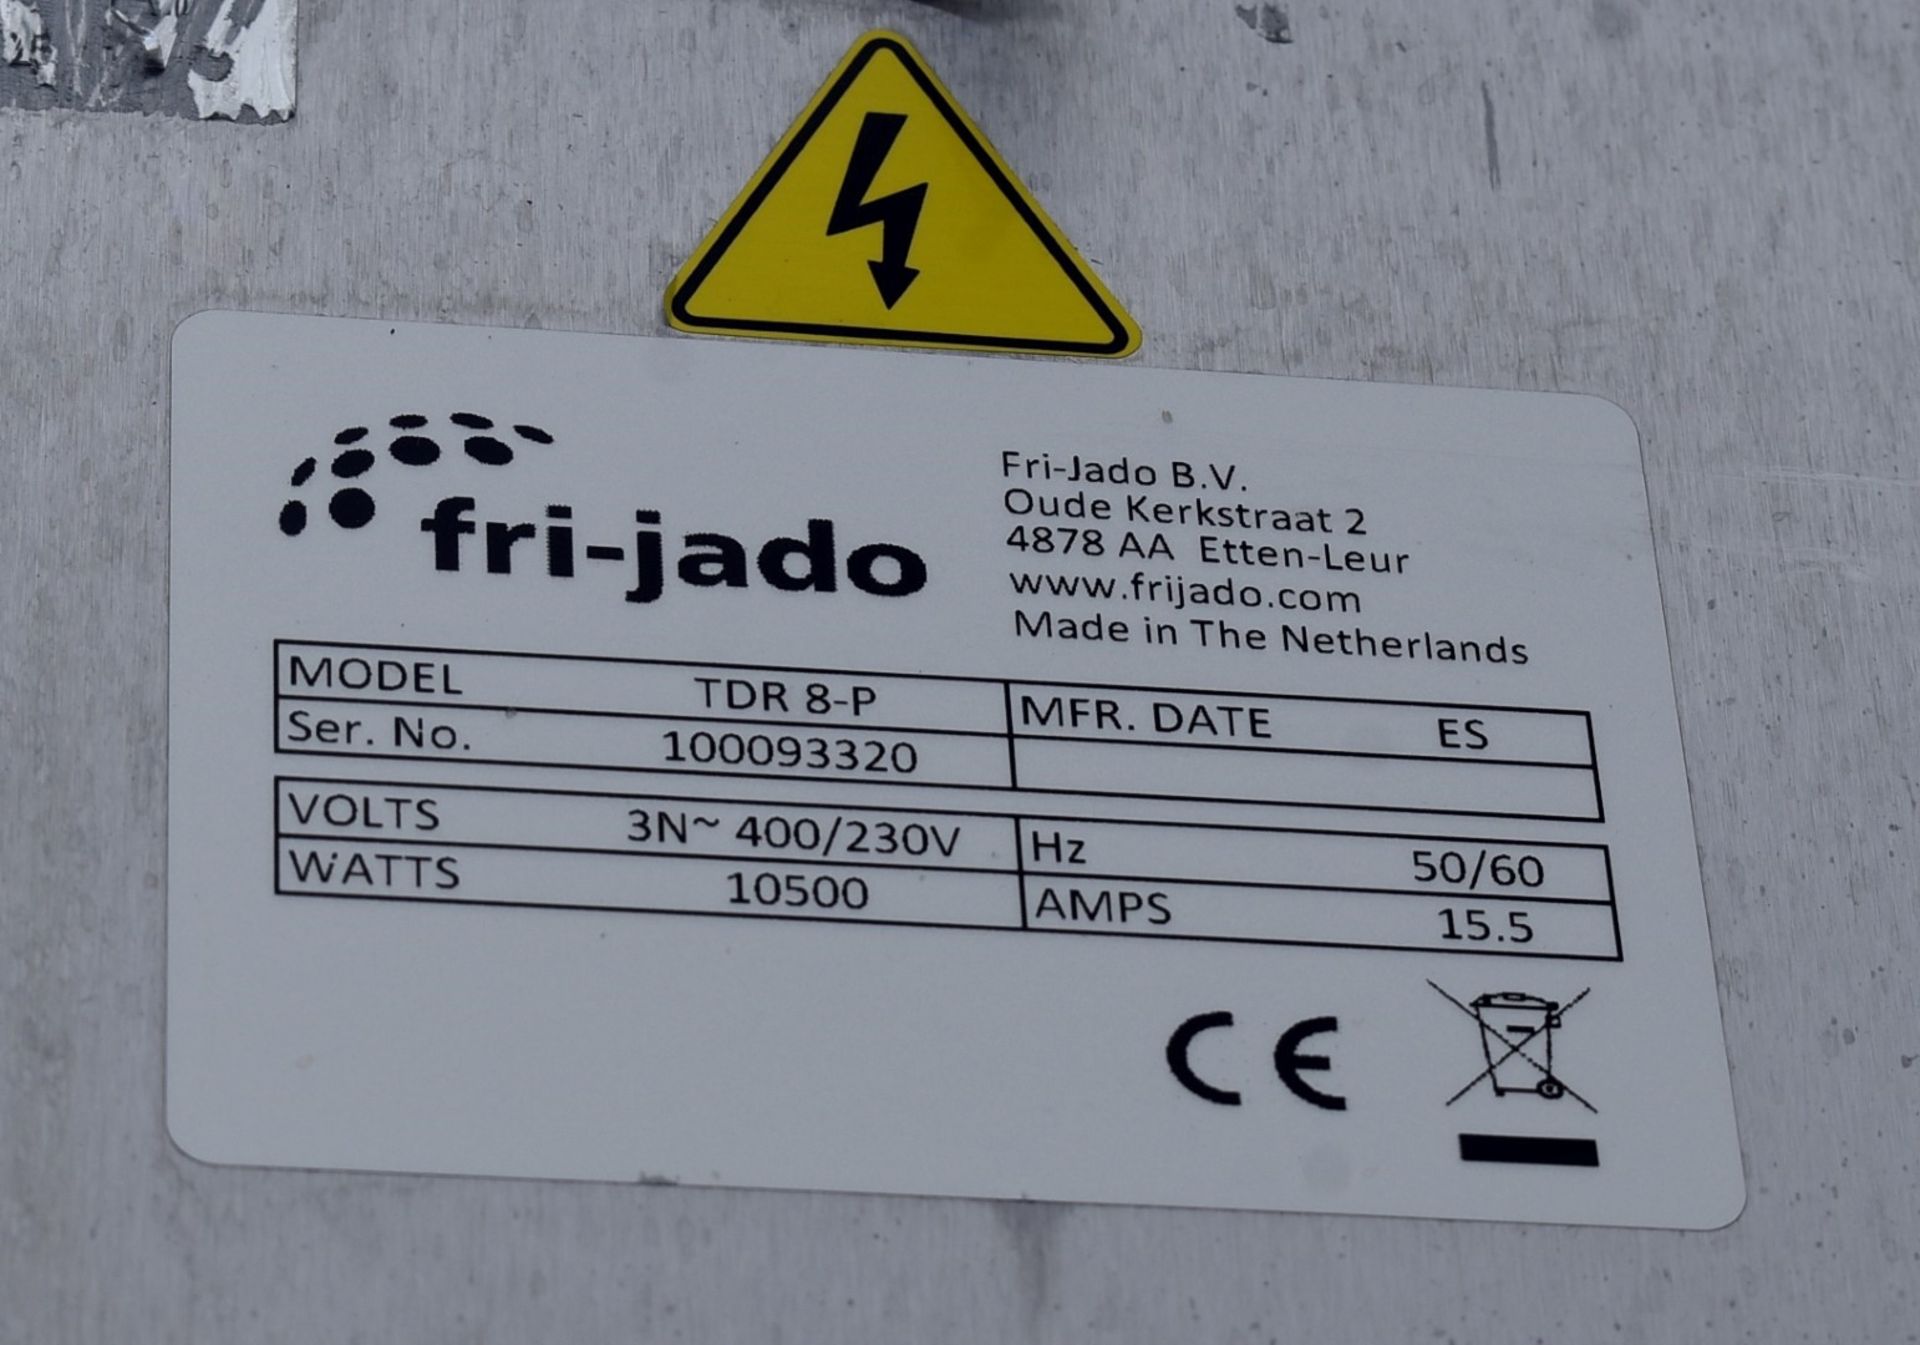 fri-jado
Fri-Jado B.V.
Oude Kerkstraat 2
4878 AA Etten-Leur
www.frijado.com
Made in The Netherlands
MODEL TDR 8-P MFR. DATE ES
Ser. No. 100093320
VOLTS 3N~ 400/230V Hz 50/60
WATTS 10500 AMPS 15.5
CE